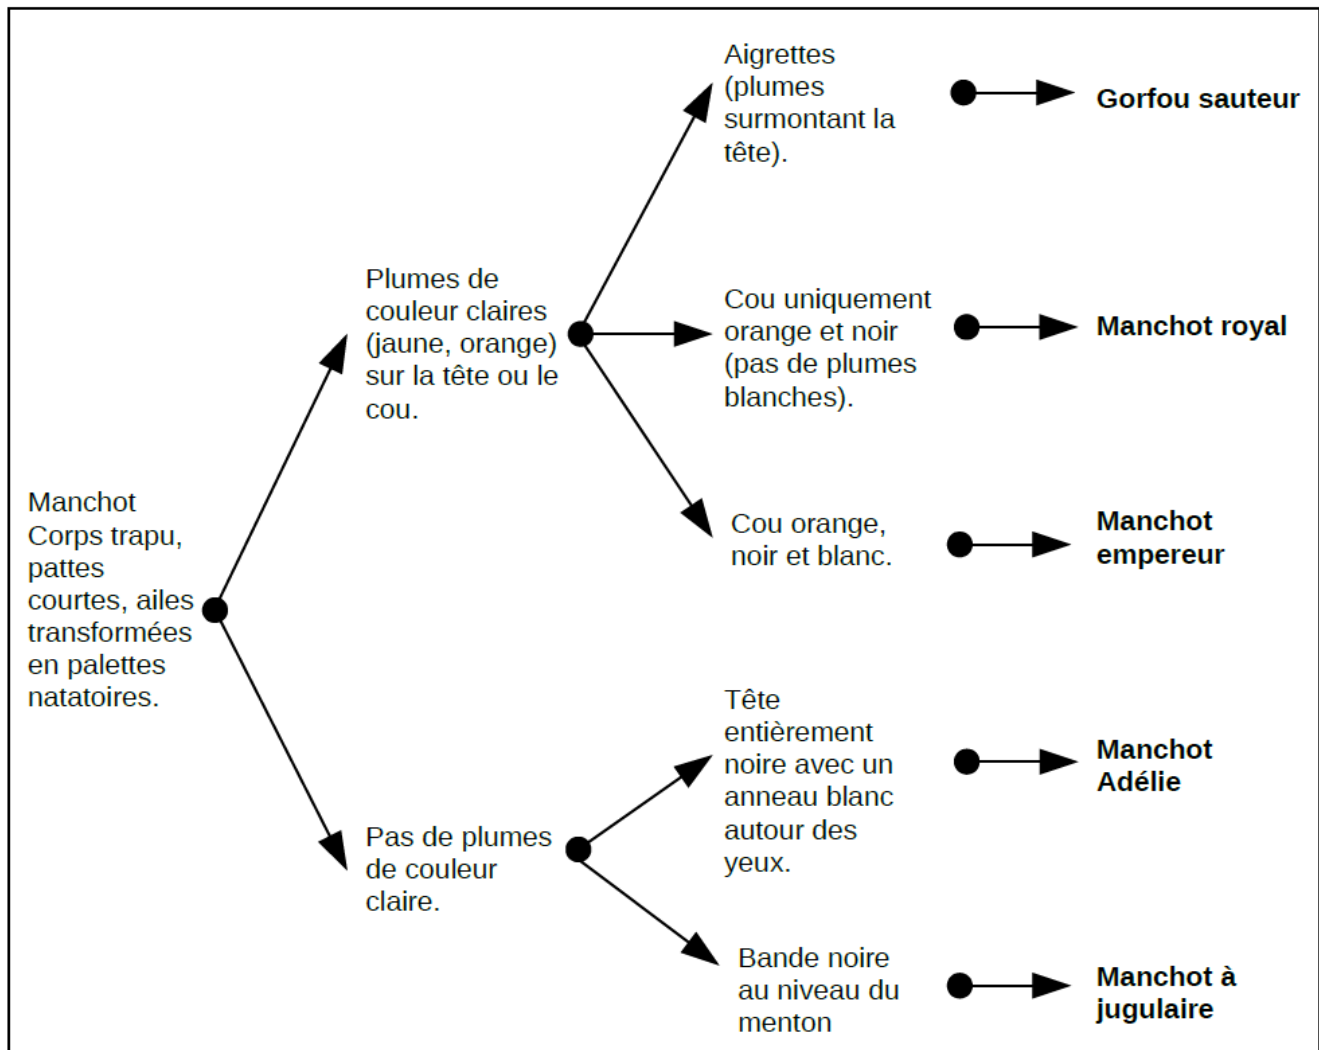 Manchot
Corps trapu,
pattes
courtes, ailes
transformées
en palettes
natatoires.
Plumes de
couleur claires
(jaune, orange)
sur la tête ou le
cou.
Aigrettes
(plumes
surmontant la
tête).
Gorfou sauteur
Cou uniquement
orange et noir
(pas de plumes
blanches).
Manchot royal
Cou orange,
noir et blanc.
Manchot
empereur
Pas de plumes
de couleur
claire.
Tête
entièrement
noire avec un
anneau blanc
autour des
yeux.
Manchot
Adélie
Bande noire
au niveau du
menton
Manchot à
jugulaire